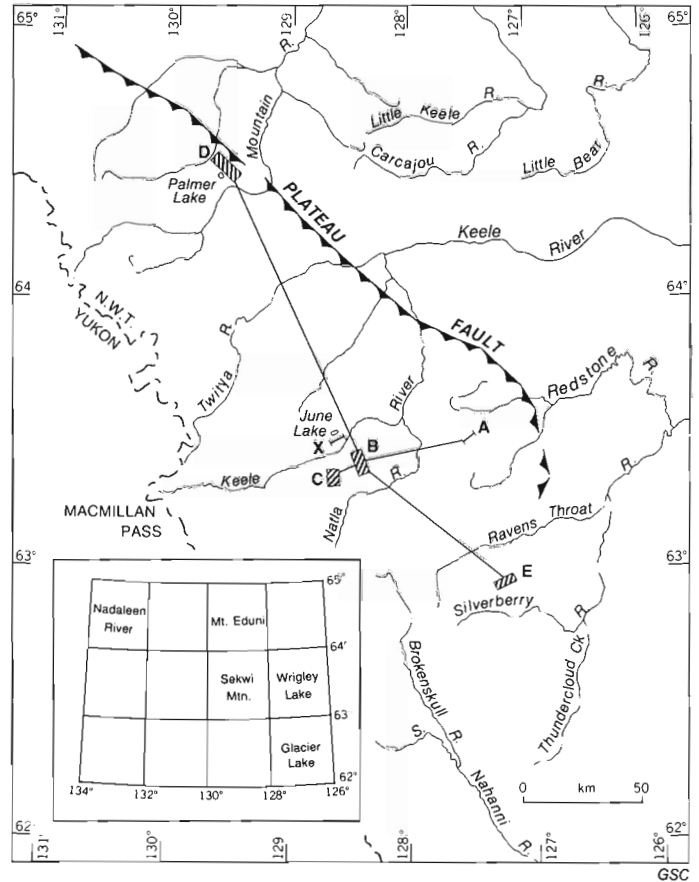 65° 131° 130° 129 128° 127° 126° 65°
R.
R.
R.
Little Keele
Mountain
Carcajou R.
Little Bear
D
Palmer
Lake
PLATEAU
Keele River
64° 64°
N.W.T.
YUKON
R.
Twitya
FAULT
Redstone
R.
River
June
Lake
A
X
B
C
Keele
R.
R.
MACMILLAN
PASS
Natla
Ravens Throat
63° 63°
E
Silverberry
R.
Thundercloud Ck
Brokenskull R.
S.
Nahanni
R.
65°
Nadaleen
River
Mt. Eduni
64°
Sekwi
Mtn.
Wrigley
Lake
63
Glacier
Lake
62°
134° 132° 130° 128° 126°
0 km 50
62° 62°
131° 130° 129 128° 127° 126°
GSC